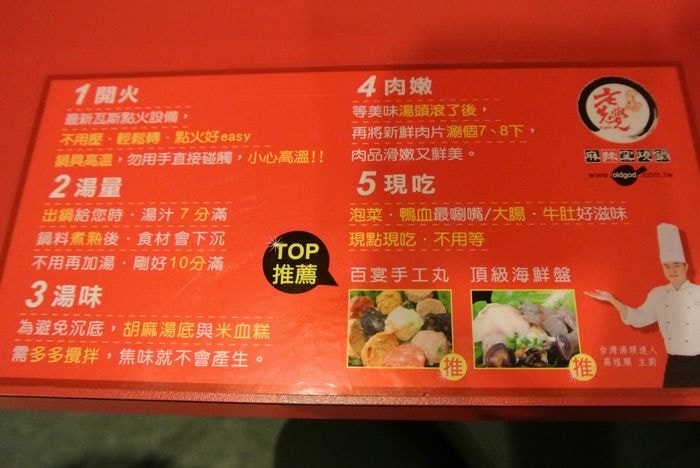 1 開火
最新瓦斯點火設備，
不用壓‧輕鬆轉‧點火好easy
鍋具高溫，勿用手直接碰觸，小心高溫!!
2 湯量
出鍋給您時‧湯汁7分滿
鍋料煮熟後‧食材會下沉
不用再加湯‧剛好10分滿
3 湯味
為避免沉底，胡麻湯底與米血糕
需多多攪拌，焦味就不會產生。
4 肉嫩
等美味湯頭滾了後，
再將新鮮肉片涮個7、8下，
肉品滑嫩又鮮美。
5 現吃
泡菜‧鴨血最唰嘴/大腸‧牛肚好滋味
現點現吃‧不用等
TOP
推薦
百宴手工丸
頂級海鮮盤
推
推
麻辣窯燒鍋
www.oldgod.com.tw
台灣湯頭達人
高煌順 主廚